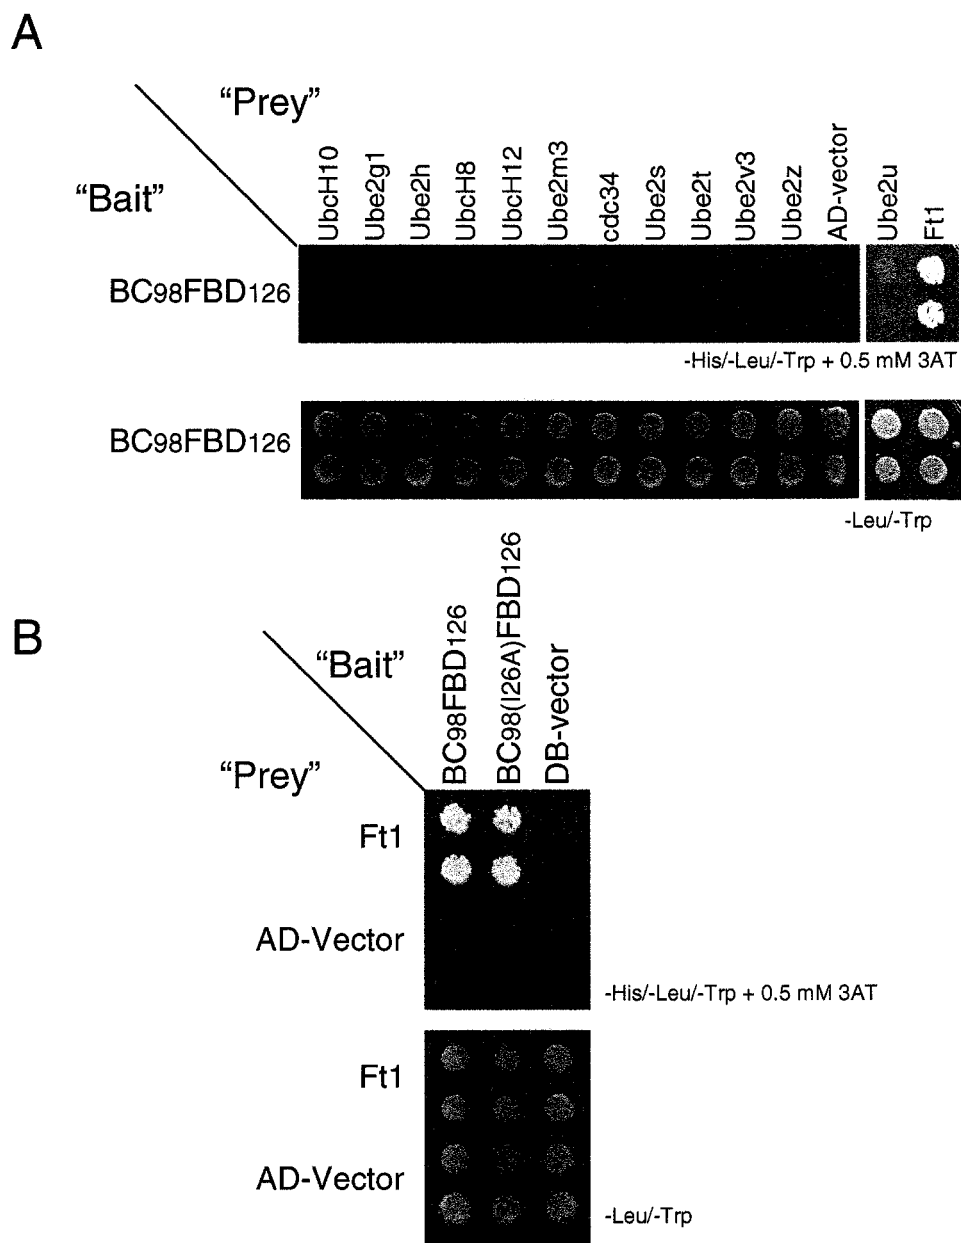 A
“Prey”
“Bait”
UbcH10
Ube2g1
Ube2h
UbcH8
UbcH12
Ube2m3
cdc34
Ube2s
Ube2t
Ube2v3
Ube2z
AD-vector
Ube2u
Ft1
BC98FBD126
-His/-Leu/-Trp + 0.5 mM 3AT
BC98FBD126
-Leu/-Trp
B
“Bait”
“Prey”
BC98FBD126
BC98(I26A)FBD126
DB-vector
Ft1
AD-Vector
-His/-Leu/-Trp + 0.5 mM 3AT
Ft1
AD-Vector
-Leu/-Trp